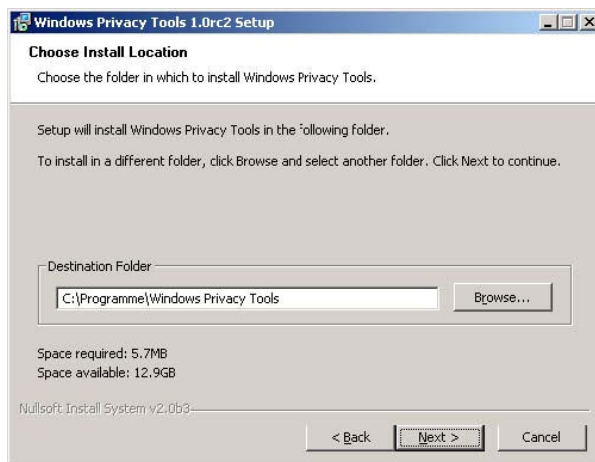 Windows Privacy Tools 1.0rc2 Setup
Choose Install Location
Choose the folder in which to install Windows Privacy Tools.
Setup will install Windows Privacy Tools in the following folder.
To install in a different folder, click Browse and select another folder. Click Next to continue.
Destination Folder
C:\Programme\Windows Privacy Tools
Browse...
Space required: 5.7MB
Space available: 12.9GB
Nullsoft Install System v2.0b3
< Back
Next >
Cancel